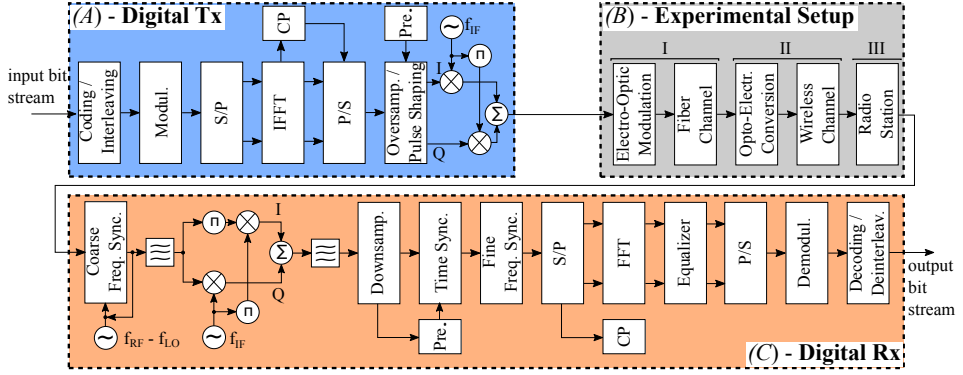 (A) - Digital Tx
input bit
stream
Coding /
Interleaving
Modul.
S/P
CP
IFFT
P/S
Pre.
Oversamp. /
Pulse Shaping
I
Q
~
f_IF
Π
Σ
(B) - Experimental Setup
I
II
III
Electro-Optic
Modulation
Fiber
Channel
Opto-Electr.
Conversion
Wireless
Channel
Radio
Station
Coarse
Freq. Sync.
~
f_RF - f_LO
Π
I
Σ
Q
Π
~
f_IF
Downsamp.
Time Sync.
Pre.
Fine
Freq. Sync.
S/P
CP
FFT
Equalizer
P/S
Demodul.
Decoding /
Deinterleav.
output
bit
stream
(C) - Digital Rx